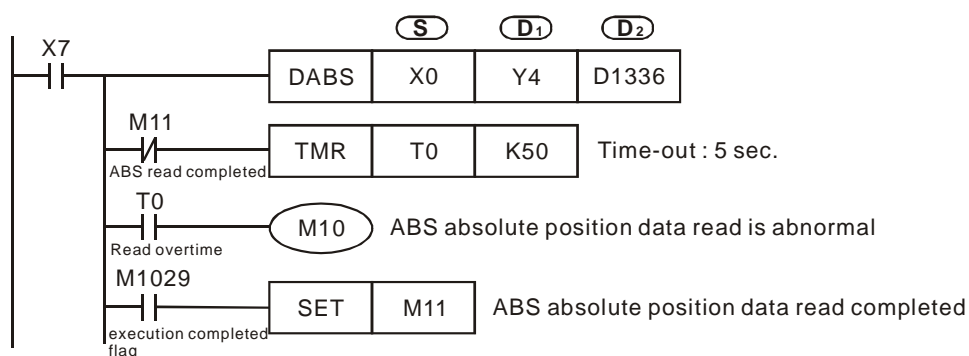 S D1 D2
X7
DABS X0 Y4 D1336
M11
TMR T0 K50 Time-out : 5 sec.
ABS read completed
T0
M10 ABS absolute position data read is abnormal
Read overtime
M1029
SET M11 ABS absolute position data read completed
execution completed
flag